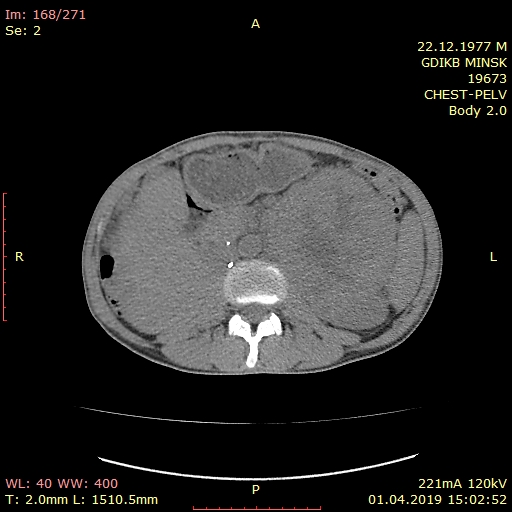 Im: 168/271
Se: 2
A
22.12.1977 M
GDIKB MINSK
19673
CHEST-PELV
Body 2.0
R
L
WL: 40 WW: 400
T: 2.0mm L: 1510.5mm
P
221mA 120kV
01.04.2019 15:02:52